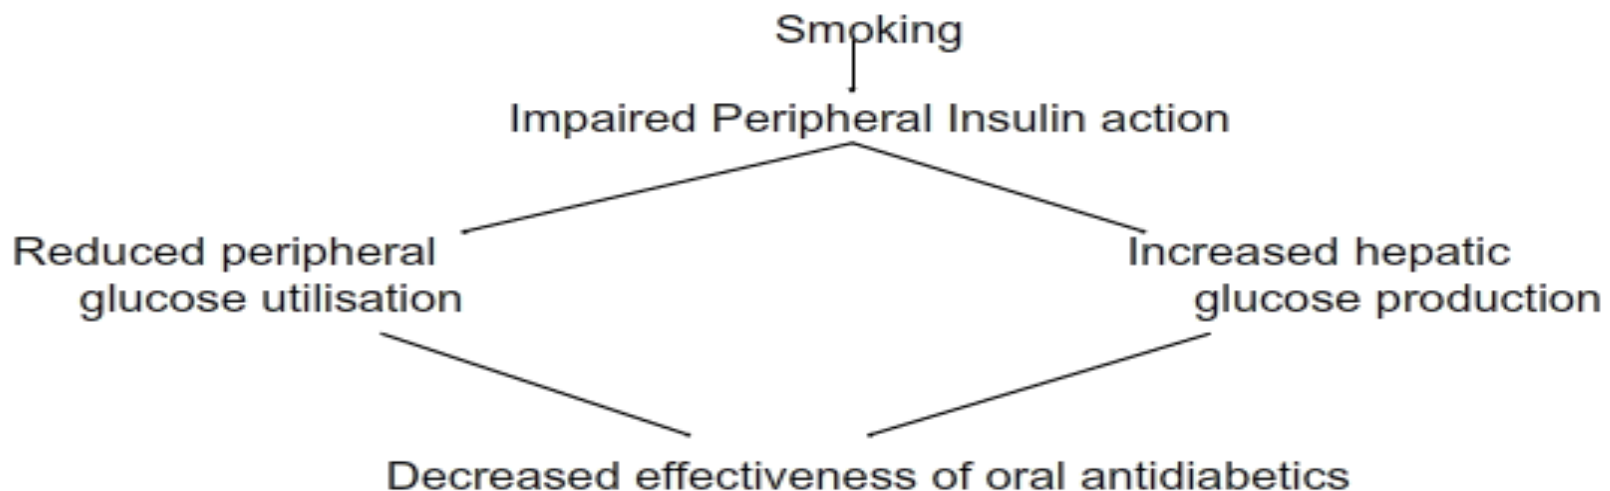 Smoking
Impaired Peripheral Insulin action
Reduced peripheral
glucose utilisation
Increased hepatic
glucose production
Decreased effectiveness of oral antidiabetics